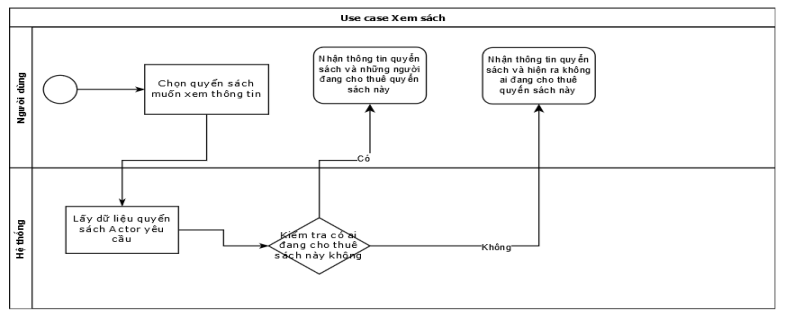 Use case Xem sách
Người dùng
Chọn quyển sách
muốn xem thông tin
Nhận thông tin quyển
sách và những người
đang cho thuê quyển
sách này
Nhận thông tin quyển
sách và hiện ra không
ai đang cho thuê
quyển sách này
Có
Hệ thống
Lấy dữ liệu quyển
sách Actor yêu
cầu
Kiểm tra có ai
đang cho thuê
sách này không
Không